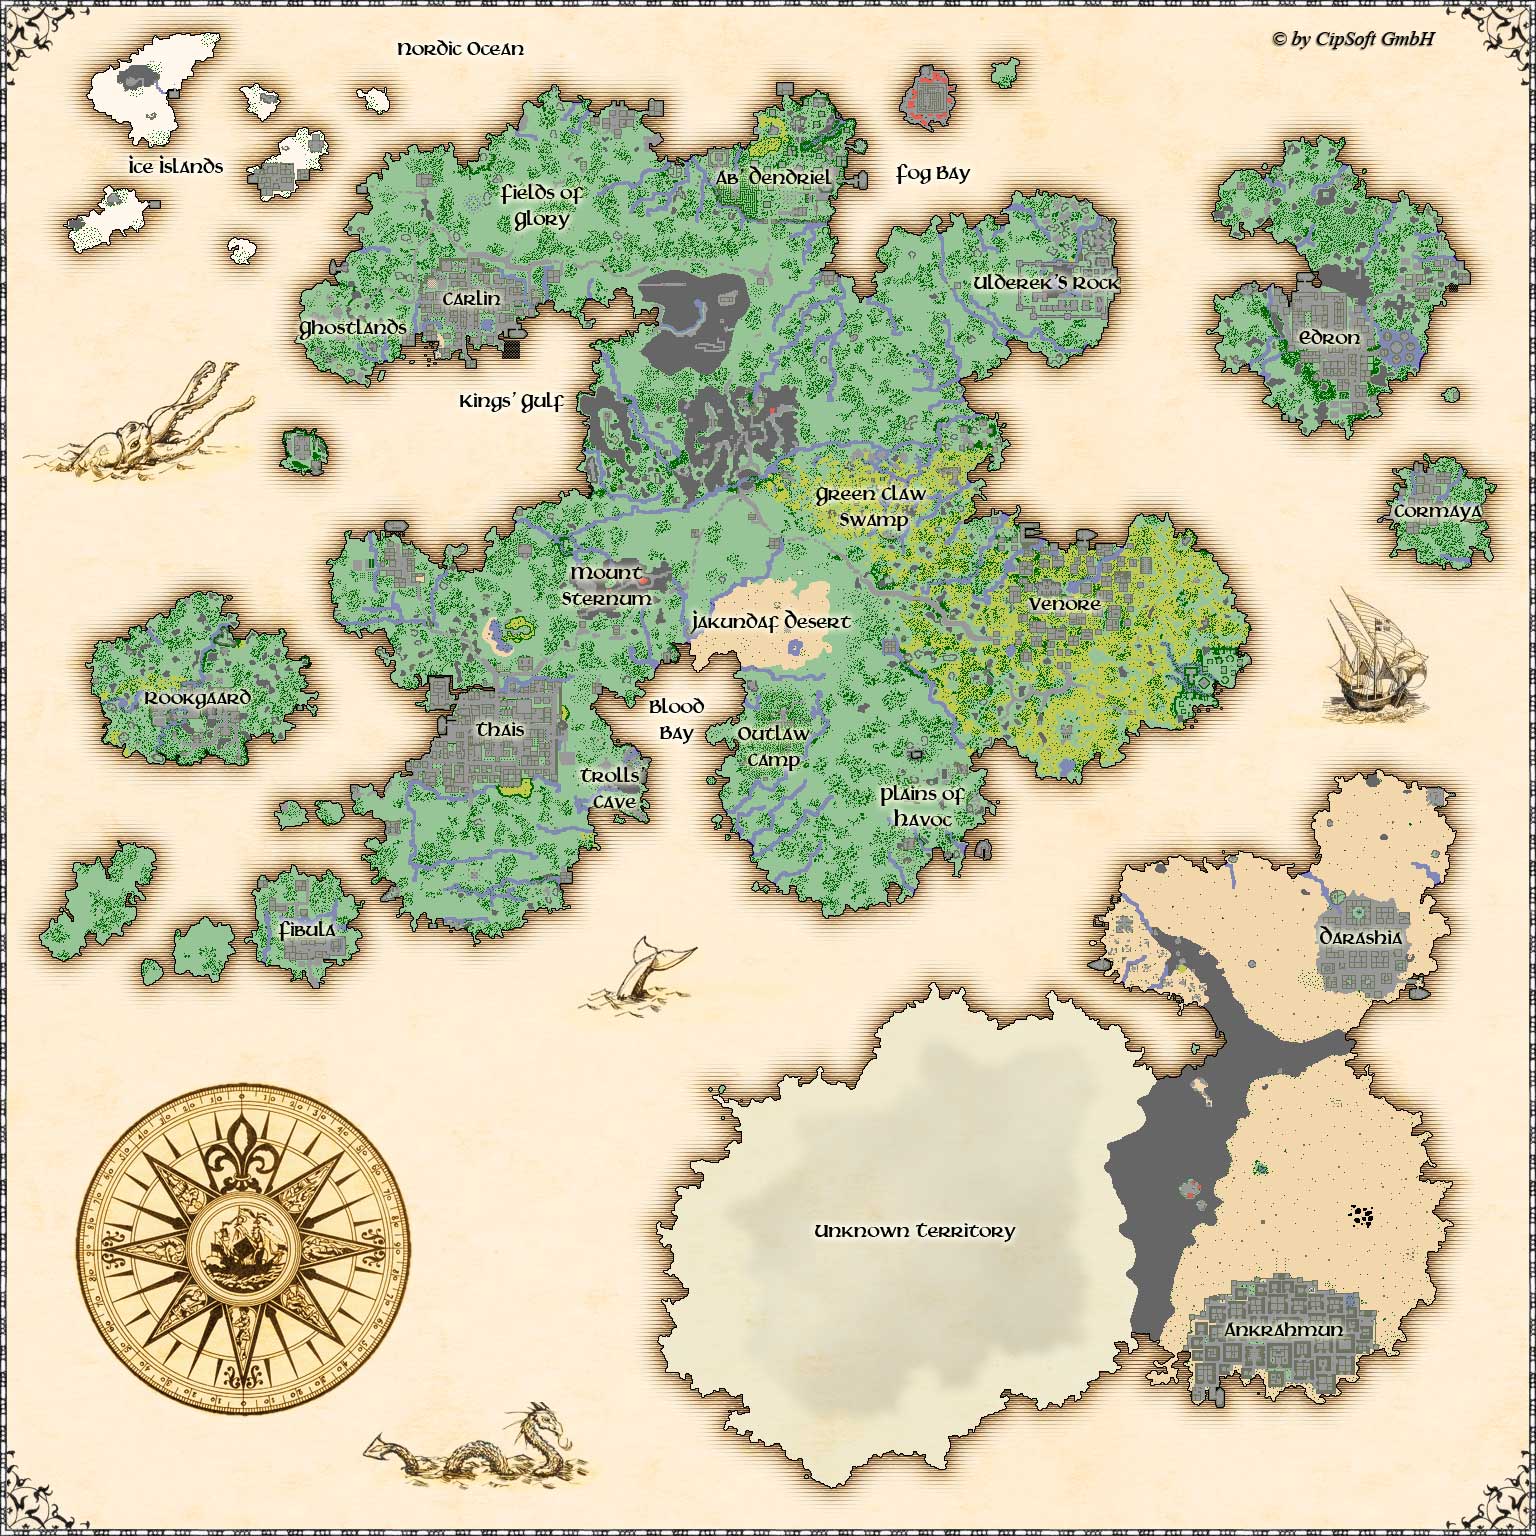 © by CipSoft GmbH
Nordic Ocean
Ice Islands
Fog Bay
Ab'Dendriel
Fields of
Glory
Ulderek's Rock
Carlin
Ghostlands
Edron
Kings' Gulf
Green Claw
Swamp
Cormaya
Mount
Sternum
Jakundaf Desert
Venore
Rookgaard
Thais
Blood
Bay
Outlaw
Camp
Trolls'
Cave
Plains of
Havoc
Fibula
Darashia
Unknown Territory
Ankrahmun